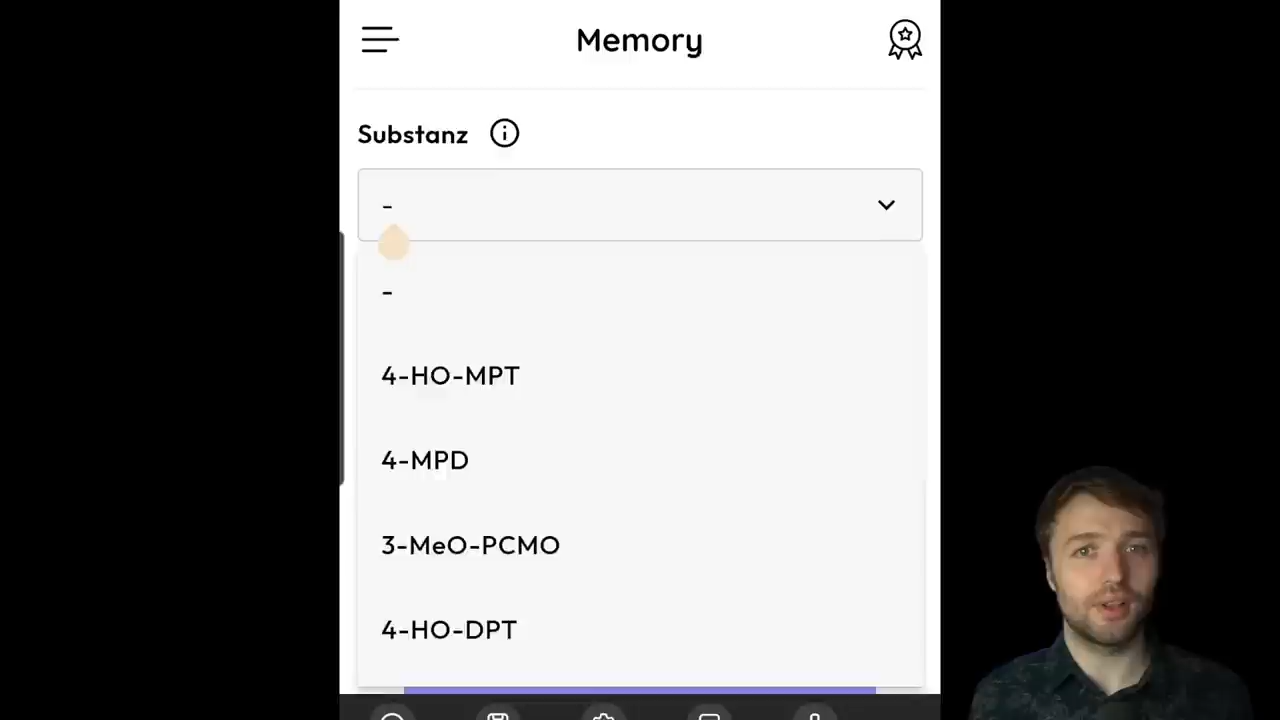 Memory
Substanz
-
-
4-HO-MPT
4-MPD
3-MeO-PCMO
4-HO-DPT